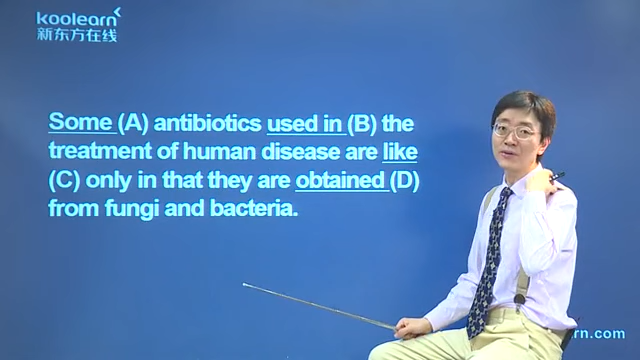 koolearn
新东方在线
Some (A) antibiotics used in (B) the
treatment of human disease are like
(C) only in that they are obtained (D)
from fungi and bacteria.
rn.com